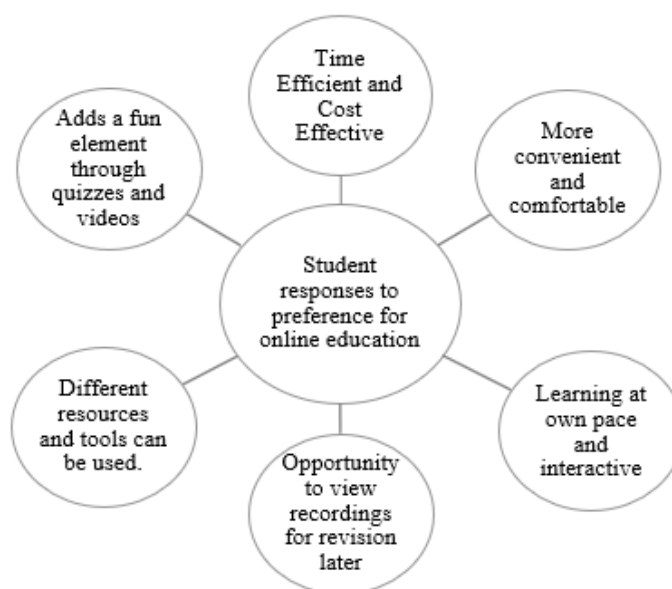 Time
Efficient and
Cost
Effective
Adds a fun
element
through
quizzes and
videos
More
convenient
and
comfortable
Student
responses to
preference for
online education
Different
resources
and tools can
be used.
Learning at
own pace
and
interactive
Opportunity
to view
recordings
for revision
later